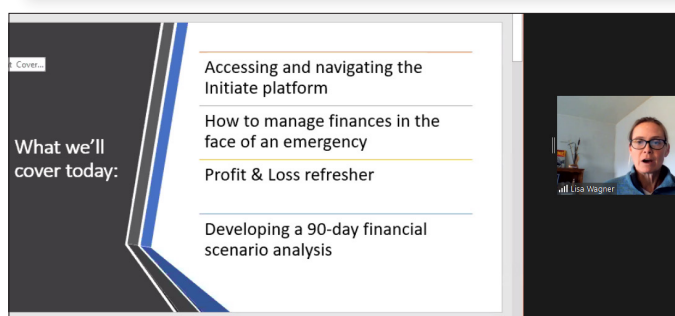 t Cover...
What we'll
cover today:
Accessing and navigating the
Initiate platform
How to manage finances in the
face of an emergency
Profit & Loss refresher
Developing a 90-day financial
scenario analysis
Lisa Wagner